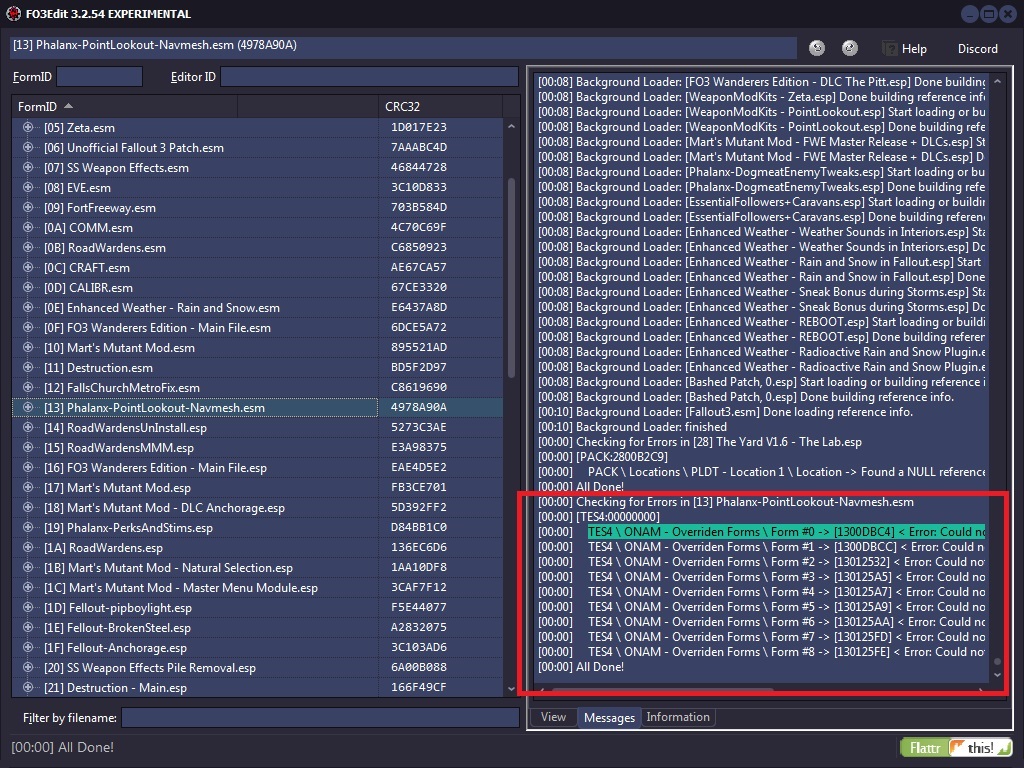 FO3Edit 3.2.54 EXPERIMENTAL
[13] Phalanx-PointLookout-Navmesh.esm (4978A90A)
Help
Discord
FormID
Editor ID
FormID
CRC32
[05] Zeta.esm 1D017E23
[06] Unofficial Fallout 3 Patch.esm 7AAABC4D
[07] SS Weapon Effects.esm 46844728
[08] EVE.esm 3C10D833
[09] FortFreeway.esm 703B584D
[0A] COMM.esm 4C70C69F
[0B] RoadWardens.esm C6850923
[0C] CRAFT.esm AE67CA57
[0D] CALIBR.esm 67CE3320
[0E] Enhanced Weather - Rain and Snow.esm E6437A8D
[0F] FO3 Wanderers Edition - Main File.esm 6DCE5A72
[10] Mart's Mutant Mod.esm 895521AD
[11] Destruction.esm BD5F2D97
[12] FallsChurchMetroFix.esm C8619690
[13] Phalanx-PointLookout-Navmesh.esm 4978A90A
[14] RoadWardensUnInstall.esp 5273C3AE
[15] RoadWardensMMM.esp E3A98375
[16] FO3 Wanderers Edition - Main File.esp EAE4D5E2
[17] Mart's Mutant Mod.esp FB3CE701
[18] Mart's Mutant Mod - DLC Anchorage.esp 5D392FF2
[19] Phalanx-PerksAndStims.esp D84BB1C0
[1A] RoadWardens.esp 136EC6D6
[1B] Mart's Mutant Mod - Natural Selection.esp 1AA10DF8
[1C] Mart's Mutant Mod - Master Menu Module.esp 3CAF7F12
[1D] Fellout-pipboylight.esp F5E44077
[1E] Fellout-BrokenSteel.esp A2832075
[1F] Fellout-Anchorage.esp 3C103AD6
[20] SS Weapon Effects Pile Removal.esp 6A00B088
[21] Destruction - Main.esp 166F49CF
Filter by filename:
[00:08] Background Loader: [FO3 Wanderers Edition - DLC The Pitt.esp] Done building
[00:08] Background Loader: [WeaponModKits - Zeta.esp] Done building reference inf
[00:08] Background Loader: [WeaponModKits - PointLookout.esp] Start loading or bu
[00:08] Background Loader: [WeaponModKits - PointLookout.esp] Done building refe
[00:08] Background Loader: [Mart's Mutant Mod - FWE Master Release + DLCs.esp] St
[00:08] Background Loader: [Mart's Mutant Mod - FWE Master Release + DLCs.esp] D
[00:08] Background Loader: [Phalanx-DogmeatEnemyTweaks.esp] Start loading or bu
[00:08] Background Loader: [Phalanx-DogmeatEnemyTweaks.esp] Done building refe
[00:08] Background Loader: [EssentialFollowers+Caravans.esp] Start loading or buildin
[00:08] Background Loader: [EssentialFollowers+Caravans.esp] Done building referen
[00:08] Background Loader: [Enhanced Weather - Weather Sounds in Interiors.esp] Sta
[00:08] Background Loader: [Enhanced Weather - Weather Sounds in Interiors.esp] Do
[00:08] Background Loader: [Enhanced Weather - Rain and Snow in Fallout.esp] Start
[00:08] Background Loader: [Enhanced Weather - Rain and Snow in Fallout.esp] Done
[00:08] Background Loader: [Enhanced Weather - Sneak Bonus during Storms.esp] Sta
[00:08] Background Loader: [Enhanced Weather - Sneak Bonus during Storms.esp] Do
[00:08] Background Loader: [Enhanced Weather - REBOOT.esp] Start loading or buildi
[00:08] Background Loader: [Enhanced Weather - REBOOT.esp] Done building referen
[00:08] Background Loader: [Enhanced Weather - Radioactive Rain and Snow Plugin.e
[00:08] Background Loader: [Enhanced Weather - Radioactive Rain and Snow Plugin.e
[00:08] Background Loader: [Bashed Patch, 0.esp] Start loading or building reference i
[00:08] Background Loader: [Bashed Patch, 0.esp] Done building reference info.
[00:10] Background Loader: [Fallout3.esm] Done loading reference info.
[00:10] Background Loader: finished
[00:00] Checking for Errors in [28] The Yard V1.6 - The Lab.esp
[00:00] [PACK:2800B2C9]
[00:00] PACK \ Locations \ PLDT - Location 1 \ Location -> Found a NULL reference
[00:00] All Done!
[00:00] Checking for Errors in [13] Phalanx-PointLookout-Navmesh.esm
[00:00] [TES4:00000000]
[00:00] TES4 \ ONAM - Overriden Forms \ Form #0 -> [1300DBC4] < Error: Could no
[00:00] TES4 \ ONAM - Overriden Forms \ Form #1 -> [1300DBCC] < Error: Could n
[00:00] TES4 \ ONAM - Overriden Forms \ Form #2 -> [13012532] < Error: Could no
[00:00] TES4 \ ONAM - Overriden Forms \ Form #3 -> [130125A5] < Error: Could no
[00:00] TES4 \ ONAM - Overriden Forms \ Form #4 -> [130125A7] < Error: Could no
[00:00] TES4 \ ONAM - Overriden Forms \ Form #5 -> [130125A9] < Error: Could no
[00:00] TES4 \ ONAM - Overriden Forms \ Form #6 -> [130125AA] < Error: Could no
[00:00] TES4 \ ONAM - Overriden Forms \ Form #7 -> [130125FD] < Error: Could no
[00:00] TES4 \ ONAM - Overriden Forms \ Form #8 -> [130125FE] < Error: Could not
[00:00] All Done!
View
Messages
Information
[00:00] All Done!
Flattr this!